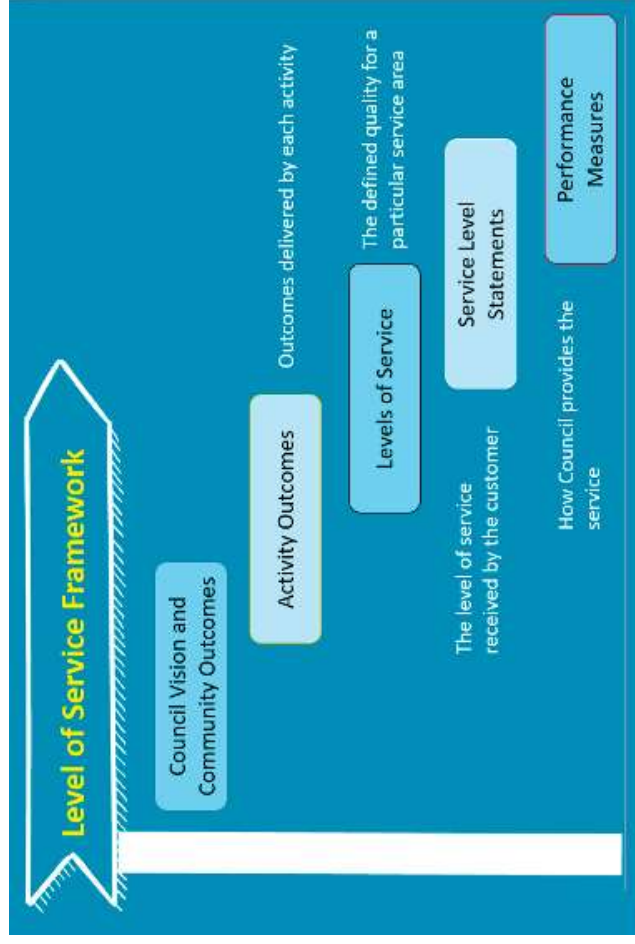 Level of Service Framework
Council Vision and
Community Outcomes
Activity Outcomes
Outcomes delivered by each activity
Levels of Service
The defined quality for a
particular service area
The level of service
received by the customer
Service Level
Statements
How Council provides the
service
Performance
Measures